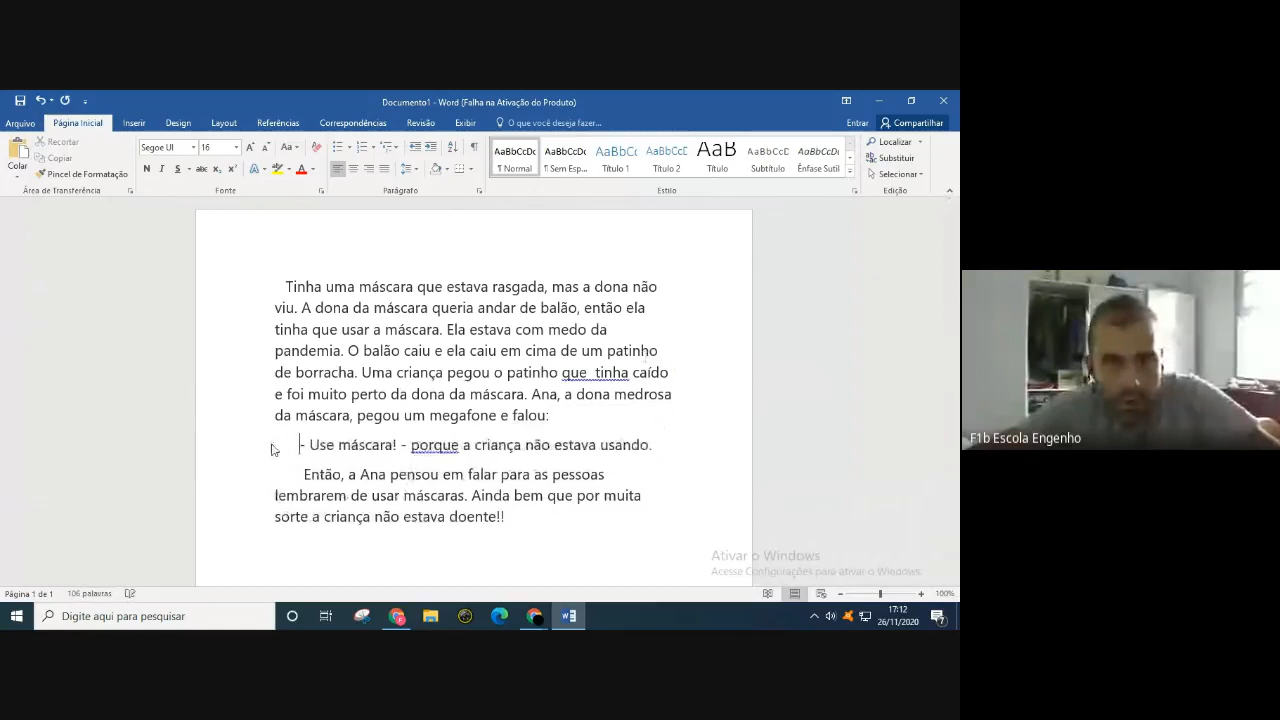 Documento1 - Word (Falha na Ativação do Produto)
Arquivo Página Inicial Inserir Design Layout Referências Correspondências Revisão Exibir O que você deseja fazer... Entrar Compartilhar
Colar
Recortar
Copiar
Pincel de Formatação
Área de Transferência
Segoe UI 16
N I S abc x₂ x²
Fonte
Parágrafo
AaBbCcDc AaBbCcDc AaBbCc AaBbCcD AaB AaBbCcD AaBbCcDc
¶ Normal ¶ Sem Esp... Título 1 Título 2 Título Subtítulo Ênfase Sutil
Estilo
Localizar
Substituir
Selecionar
Edição
Tinha uma máscara que estava rasgada, mas a dona não
viu. A dona da máscara queria andar de balão, então ela
tinha que usar a máscara. Ela estava com medo da
pandemia. O balão caiu e ela caiu em cima de um patinho
de borracha. Uma criança pegou o patinho que tinha caído
e foi muito perto da dona da máscara. Ana, a dona medrosa
da máscara, pegou um megafone e falou:
- Use máscara! - porque a criança não estava usando.
Então, a Ana pensou em falar para as pessoas
lembrarem de usar máscaras. Ainda bem que por muita
sorte a criança não estava doente!!
Ativar o Windows
Acesse Configurações para ativar o Windows.
Página 1 de 1 106 palavras 100%
Digite aqui para pesquisar
17:12
26/11/2020
F1b Escola Engenho